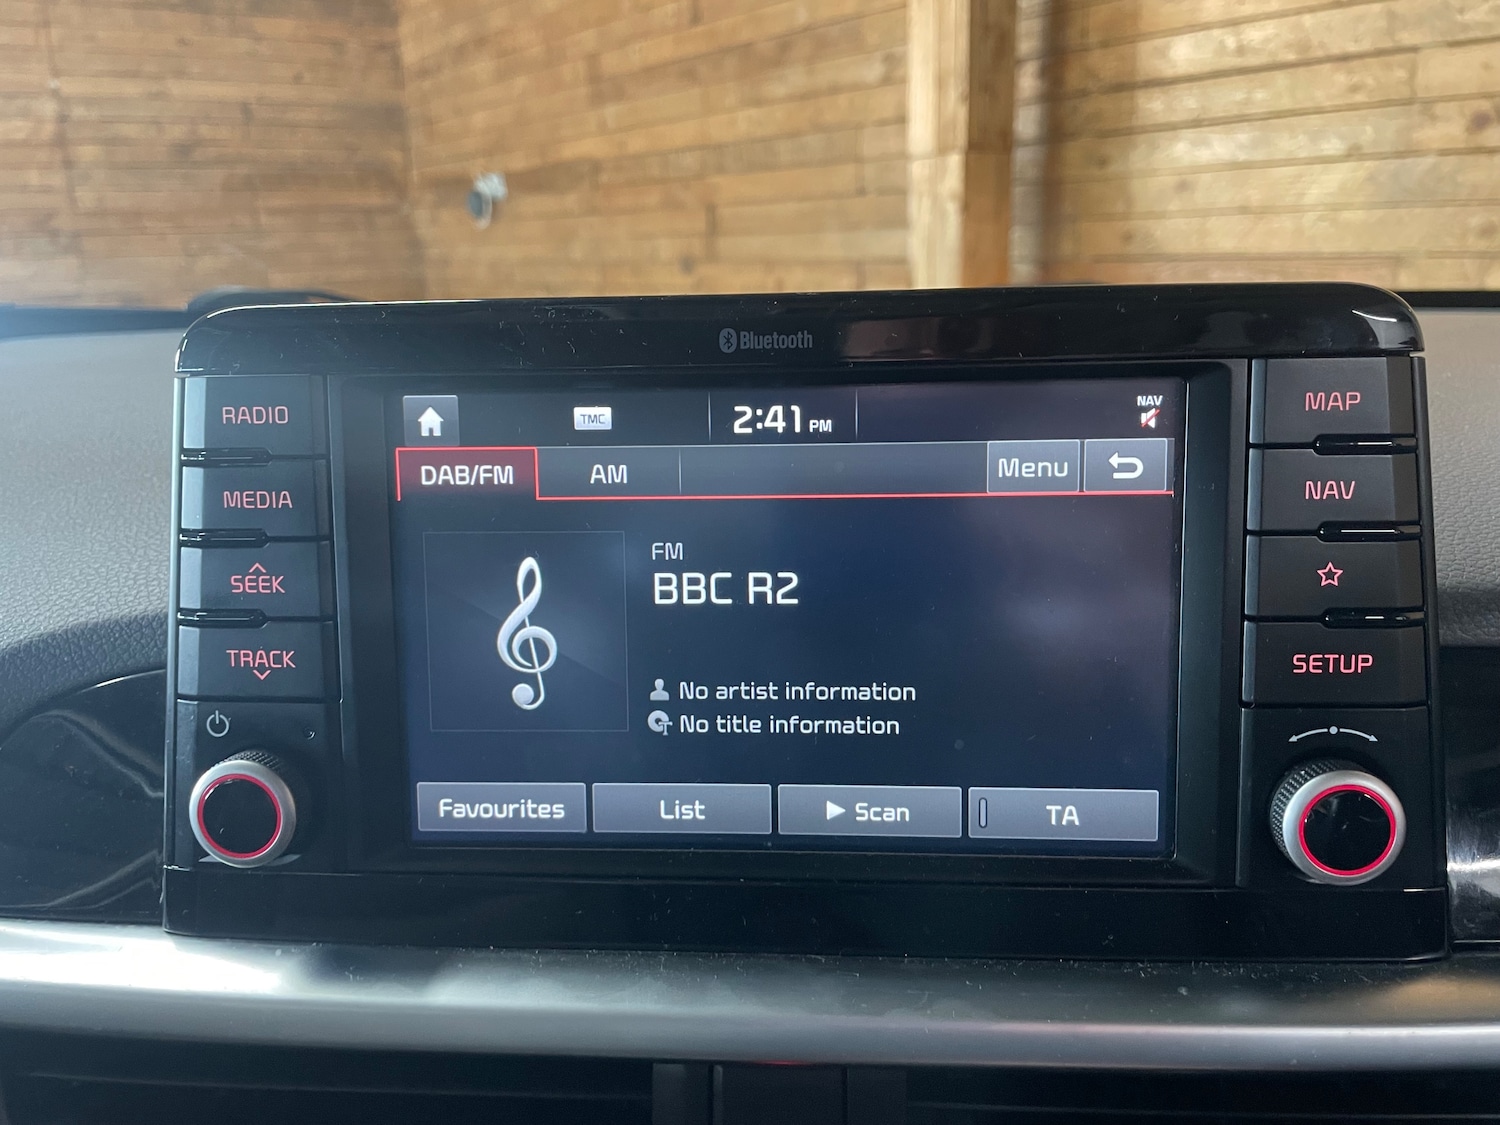 Bluetooth
RADIO
MEDIA
SEEK
TRACK
TMC
2:41 PM
NAV
DAB/FM
AM
Menu
FM
BBC R2
No artist information
No title information
Favourites
List
Scan
TA
MAP
NAV
SETUP